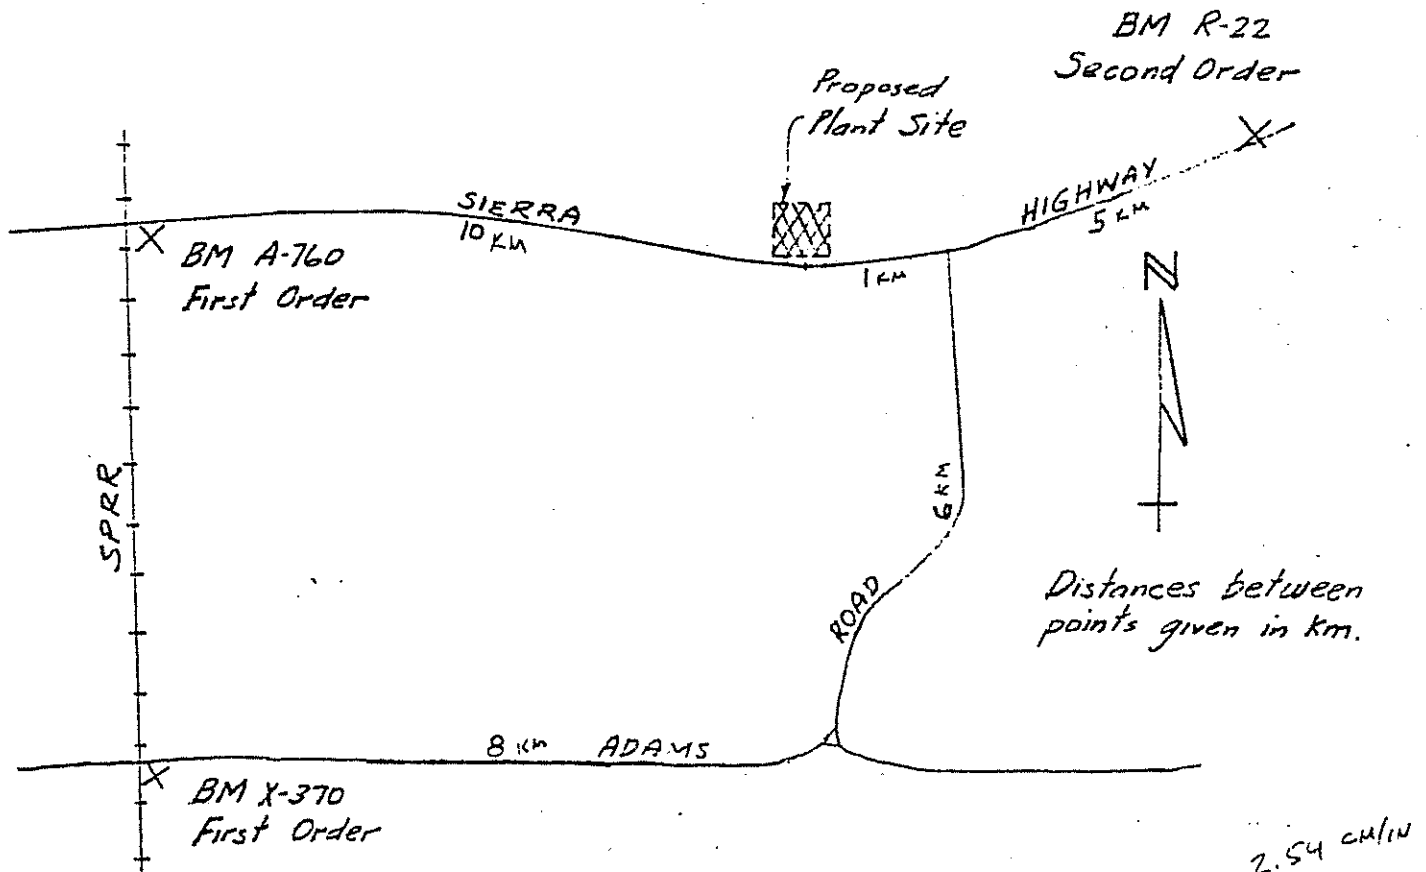 BM R-22
Second Order
Proposed
Plant Site
SIERRA
10 KM
HIGHWAY
5 KM
BM A-760
First Order
1 KM
N
SPRR
6 KM
Distances between
points given in km.
ROAD
8 KM ADAMS
BM X-370
First Order
2.54 CM/IN